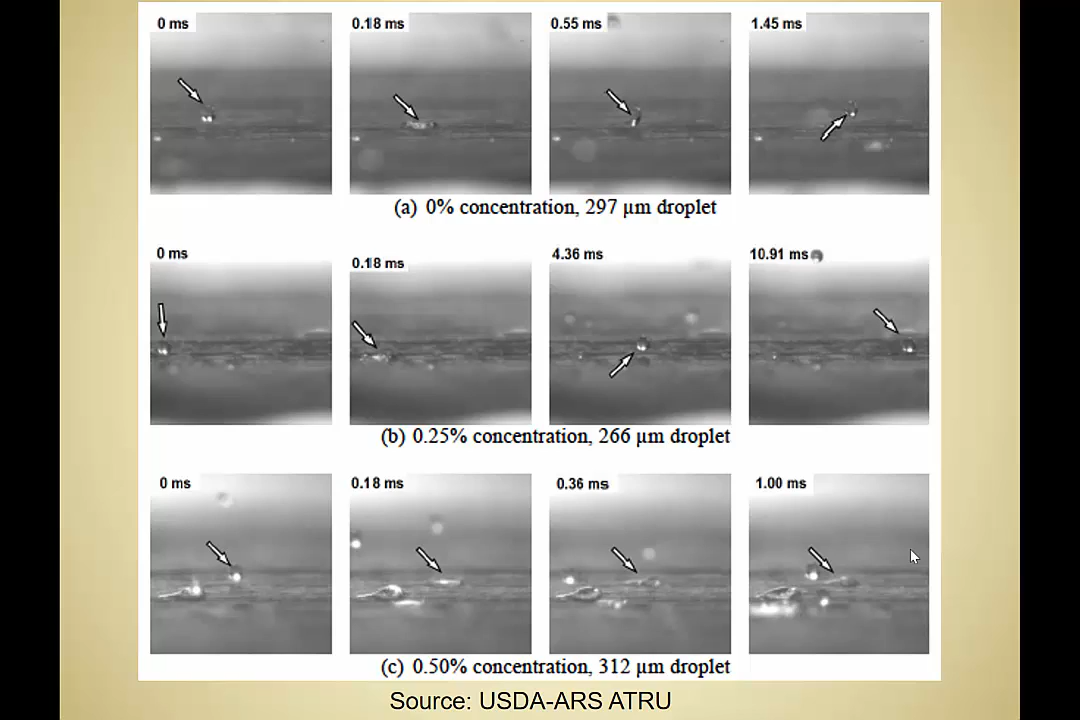 0 ms
0.18 ms
0.55 ms
1.45 ms
(a) 0% concentration, 297 µm droplet
0 ms
0.18 ms
4.36 ms
10.91 ms
(b) 0.25% concentration, 266 µm droplet
0 ms
0.18 ms
0.36 ms
1.00 ms
(c) 0.50% concentration, 312 µm droplet
Source: USDA-ARS ATRU